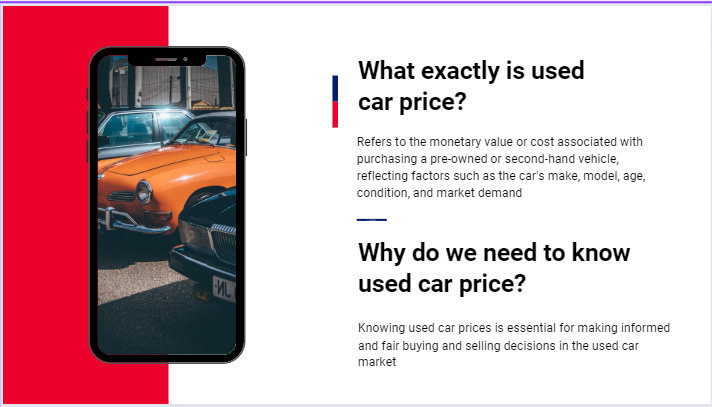 What exactly is used
car price?
Refers to the monetary value or cost associated with
purchasing a pre-owned or second-hand vehicle,
reflecting factors such as the car's make, model, age,
condition, and market demand
Why do we need to know
used car price?
Knowing used car prices is essential for making informed
and fair buying and selling decisions in the used car
market